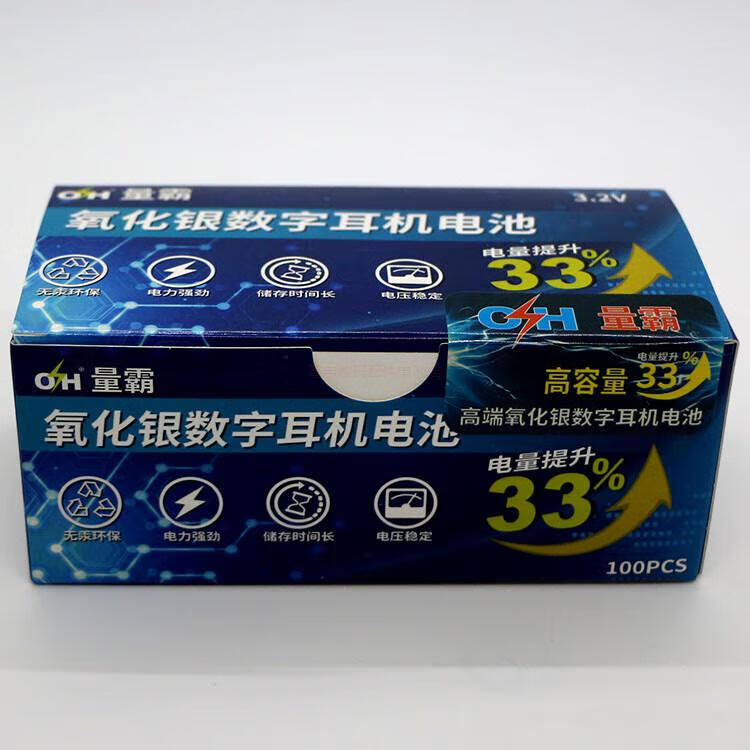 OSH 量霸
3.2V
氧化银数字耳机电池
电量提升
33%
无汞环保
电力强劲
储存时间长
电压稳定
OSH 量霸
高容量
电量提升
33%
高端氧化银数字耳机电池
OSH 量霸
氧化银数字耳机电池
电量提升
33%
无汞环保
电力强劲
储存时间长
电压稳定
100PCS